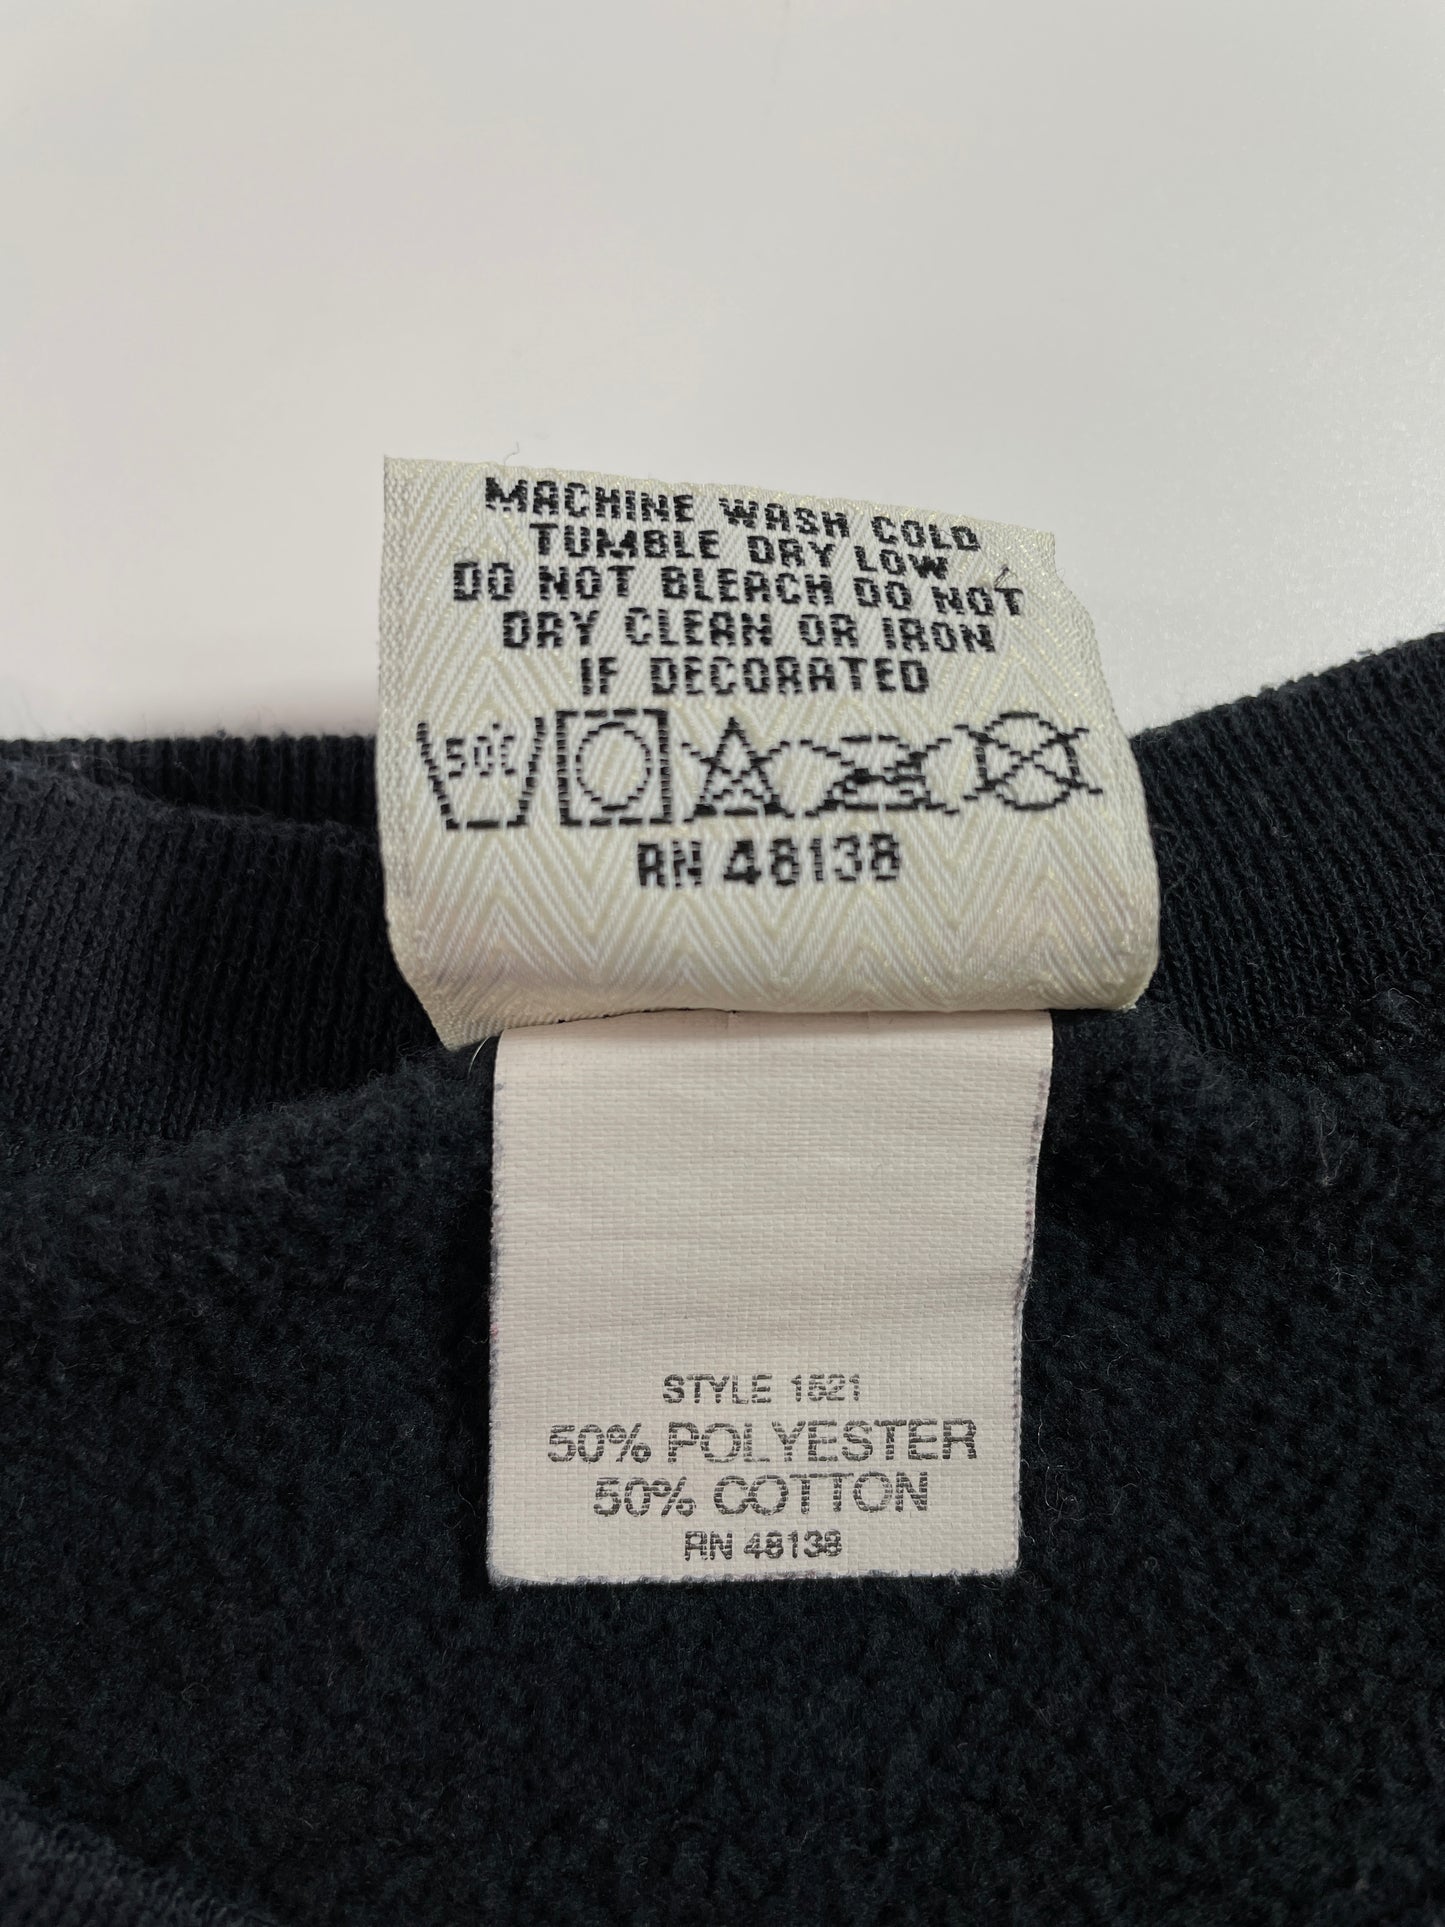 MACHINE WASH COLD
TUMBLE DRY LOW
DO NOT BLEACH DO NOT
DRY CLEAN OR IRON
IF DECORATED
50°C
RN 48138
STYLE 1521
50% POLYESTER
50% COTTON
RN 48138